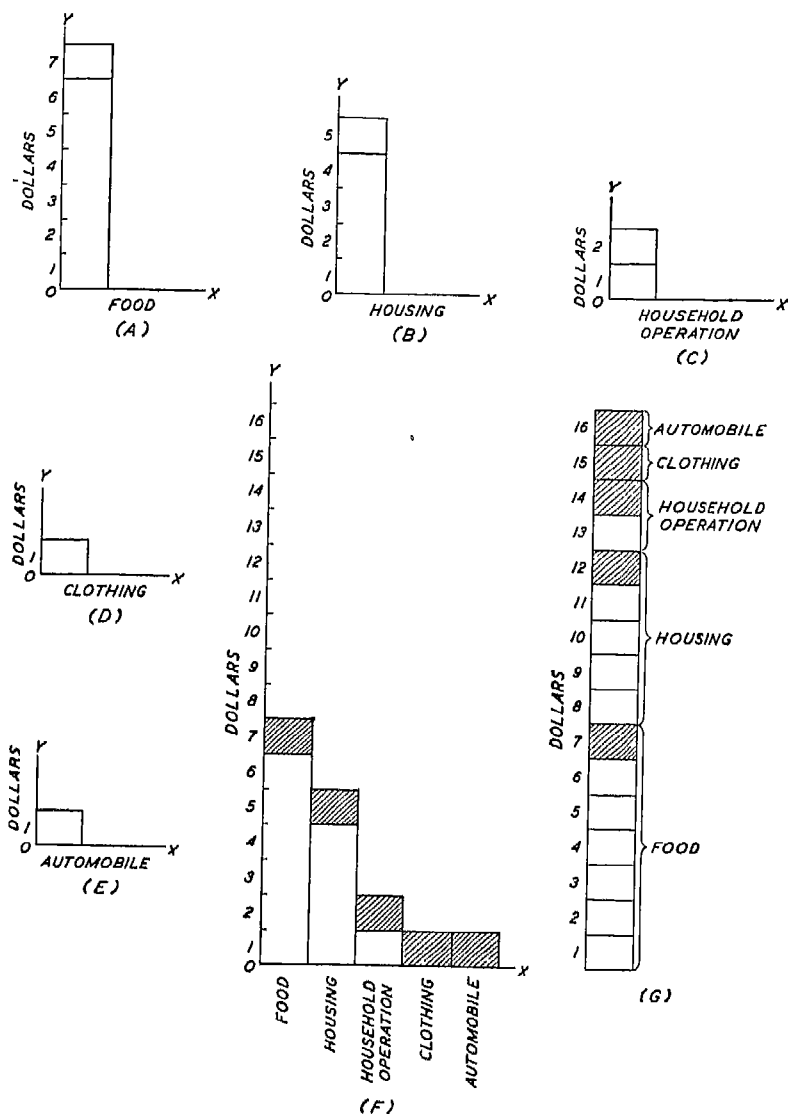 Y
7
6
5
4
3
2
1
0
DOLLARS
X
FOOD
(A)
Y
5
4
3
2
1
0
DOLLARS
X
HOUSING
(B)
Y
2
1
0
DOLLARS
X
HOUSEHOLD
OPERATION
(C)
Y
1
0
DOLLARS
X
CLOTHING
(D)
Y
1
0
DOLLARS
X
AUTOMOBILE
(E)
Y
16
15
14
13
12
11
10
9
8
7
6
5
4
3
2
1
0
DOLLARS
X
FOOD
HOUSING
HOUSEHOLD
OPERATION
CLOTHING
AUTOMOBILE
(F)
16
15
14
13
12
11
10
9
8
7
6
5
4
3
2
1
DOLLARS
AUTOMOBILE
CLOTHING
HOUSEHOLD
OPERATION
HOUSING
FOOD
(G)